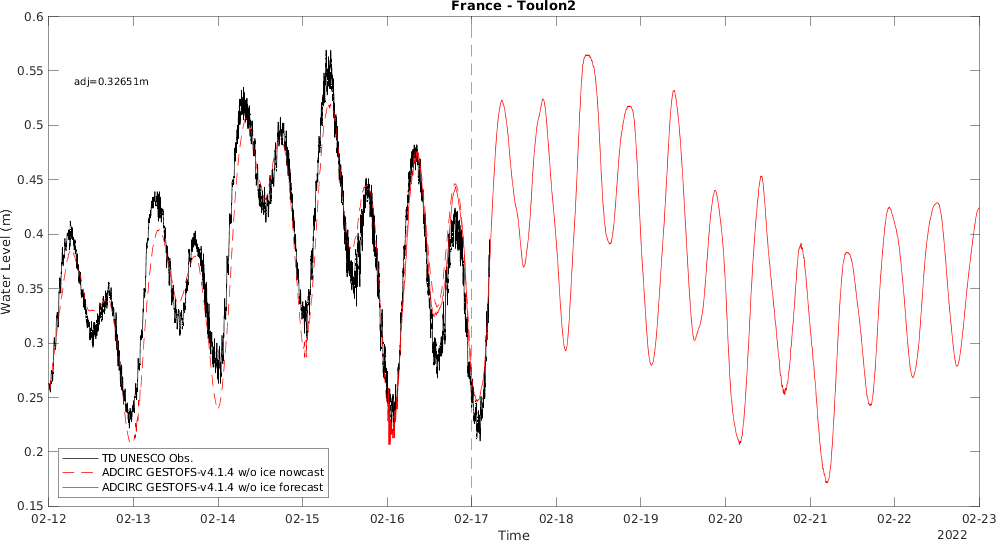 France - Toulon2
0.6
0.55
0.5
0.45
0.4
0.35
0.3
0.25
0.2
0.15
Water Level (m)
adj=0.32651m
TD UNESCO Obs.
ADCIRC GESTOFS-v4.1.4 w/o ice nowcast
ADCIRC GESTOFS-v4.1.4 w/o ice forecast
02-12 02-13 02-14 02-15 02-16 02-17 02-18 02-19 02-20 02-21 02-22 02-23
Time
2022